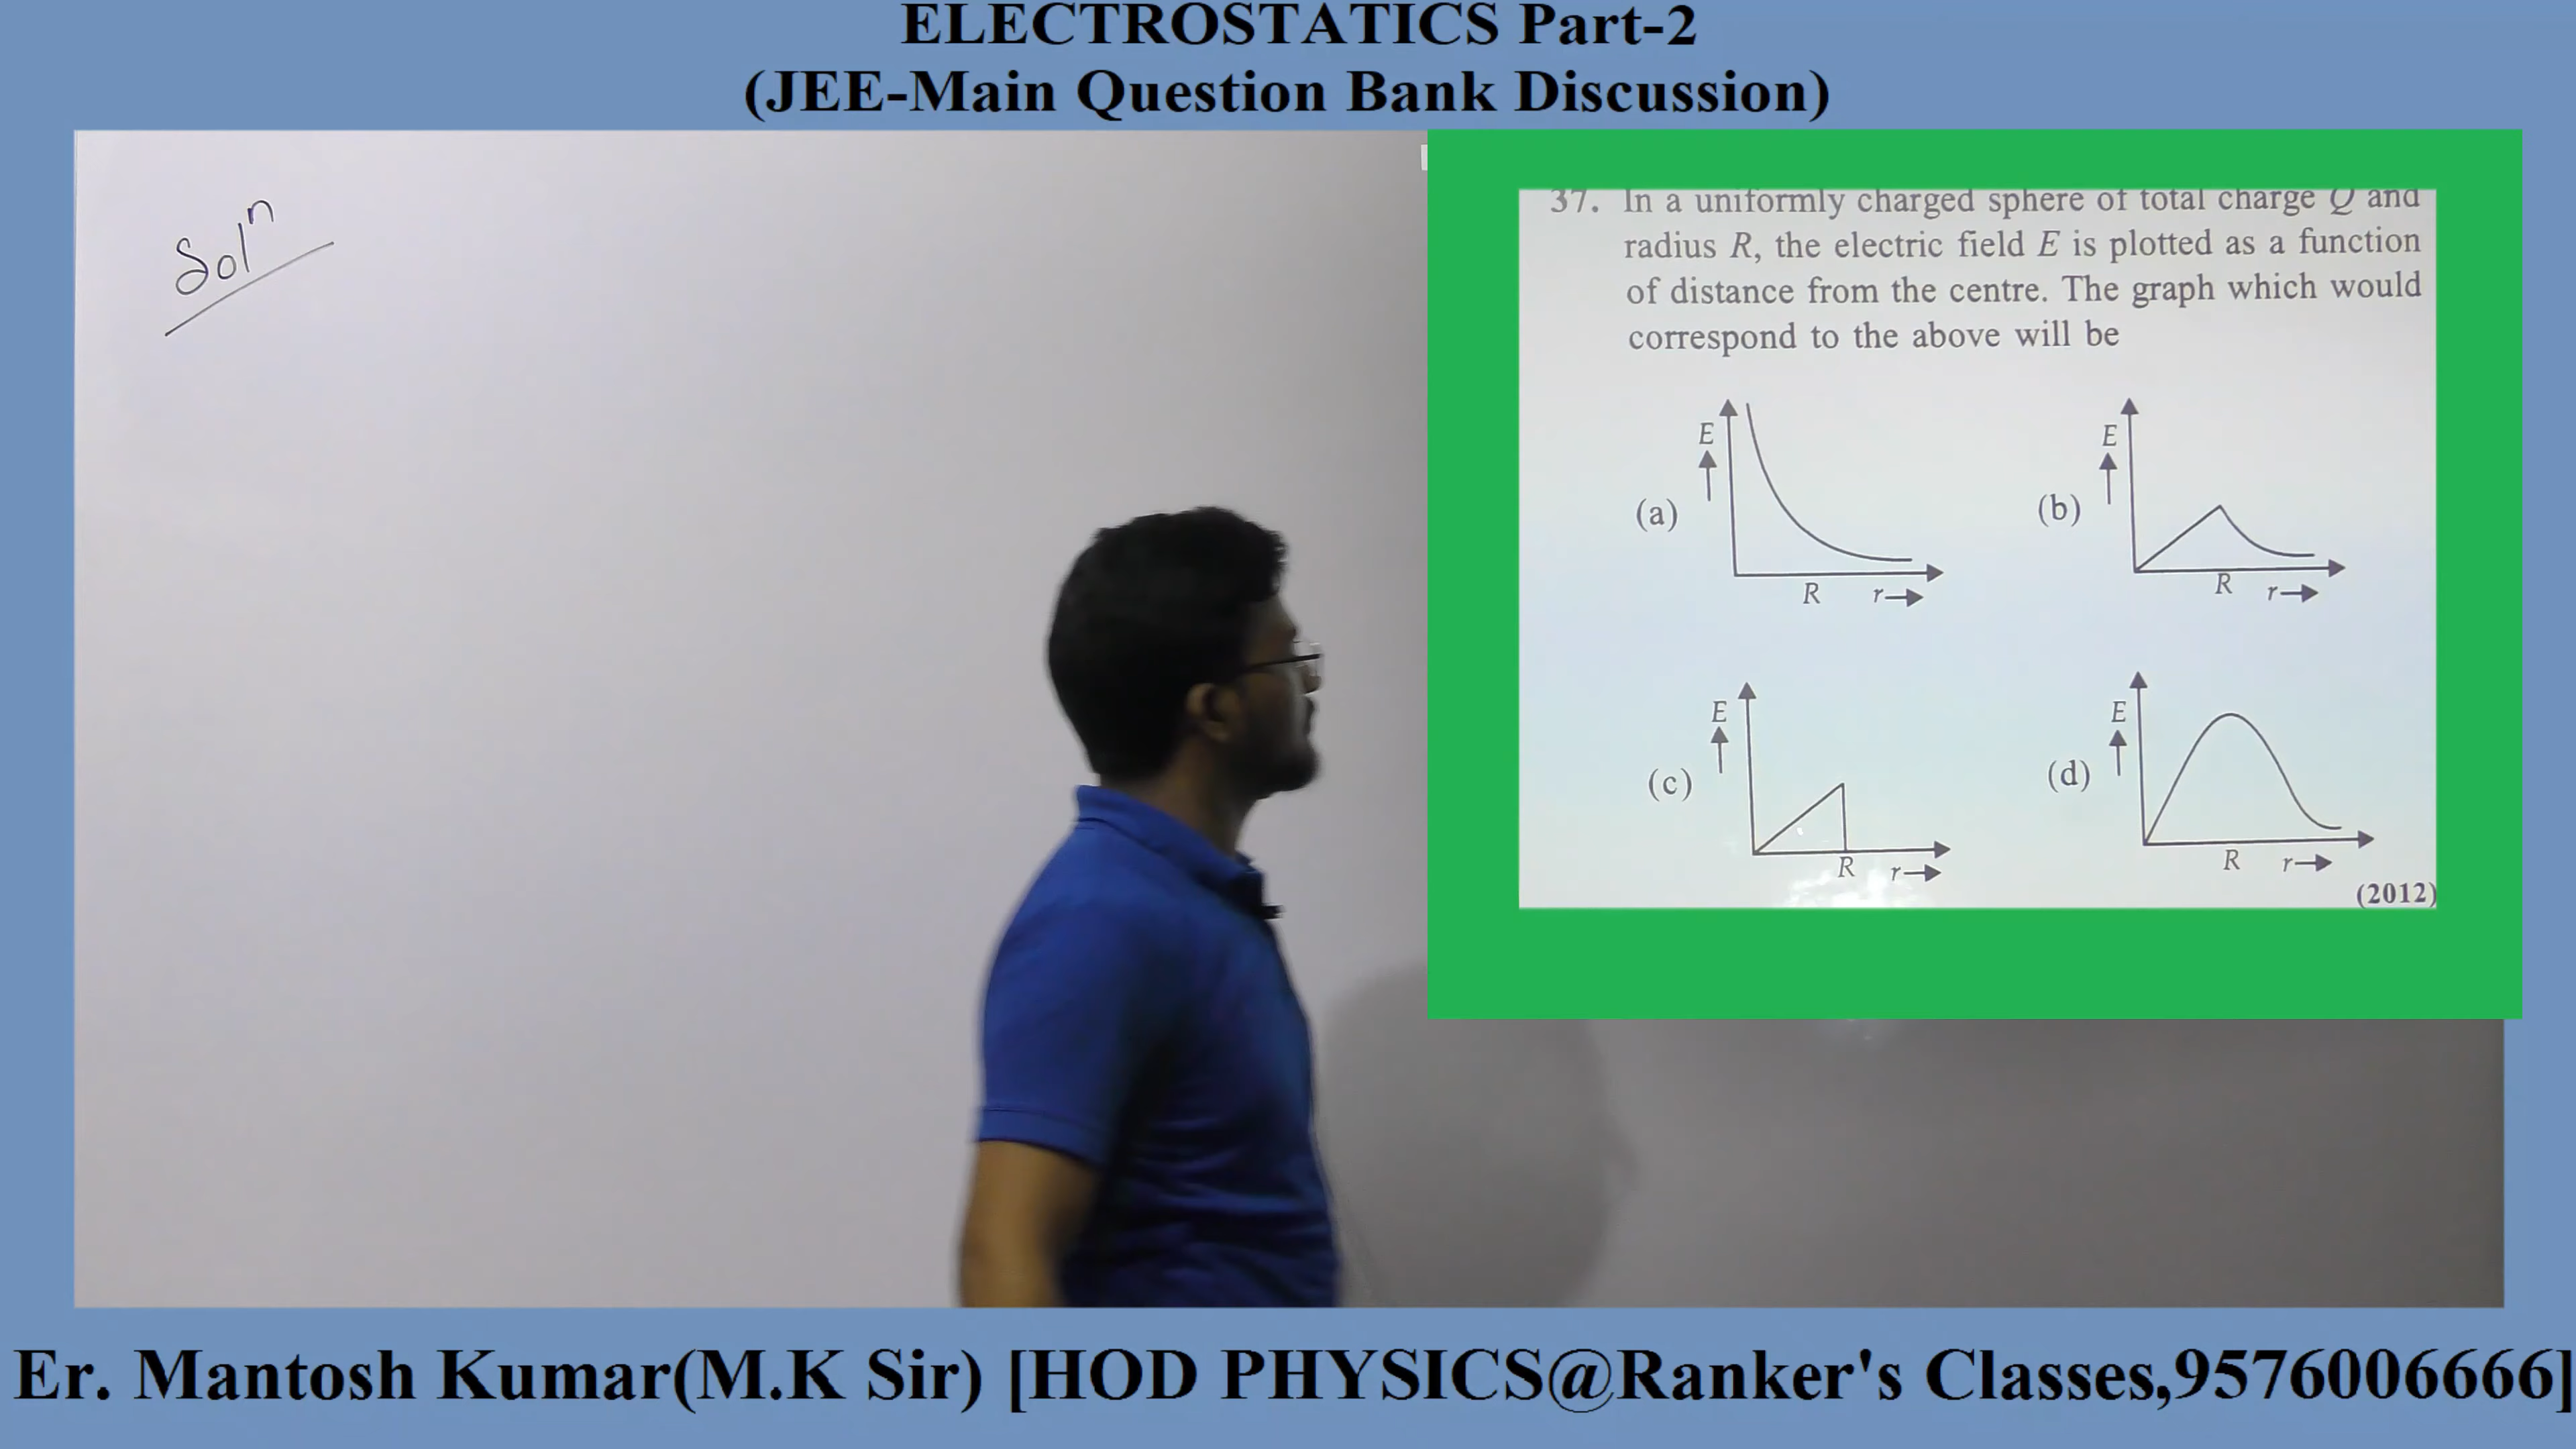 ELECTROSTATICS Part-2
(JEE-Main Question Bank Discussion)
Solⁿ
37. In a uniformly charged sphere of total charge Q and
radius R, the electric field E is plotted as a function
of distance from the centre. The graph which would
correspond to the above will be
(a) E R r
(b) E R r
(c) E R r
(d) E R r
(2012)
Er. Mantosh Kumar(M.K Sir) [HOD PHYSICS@Ranker's Classes,9576006666]